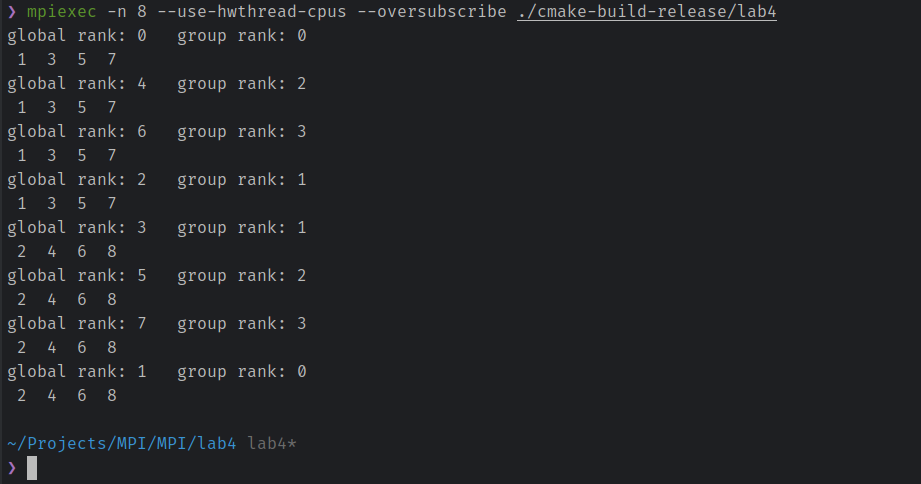 ❯ mpiexec -n 8 --use-hwthread-cpus --oversubscribe ./cmake-build-release/lab4
global rank: 0   group rank: 0
 1  3  5  7
global rank: 4   group rank: 2
 1  3  5  7
global rank: 6   group rank: 3
 1  3  5  7
global rank: 2   group rank: 1
 1  3  5  7
global rank: 3   group rank: 1
 2  4  6  8
global rank: 5   group rank: 2
 2  4  6  8
global rank: 7   group rank: 3
 2  4  6  8
global rank: 1   group rank: 0
 2  4  6  8
~/Projects/MPI/MPI/lab4 lab4*
❯